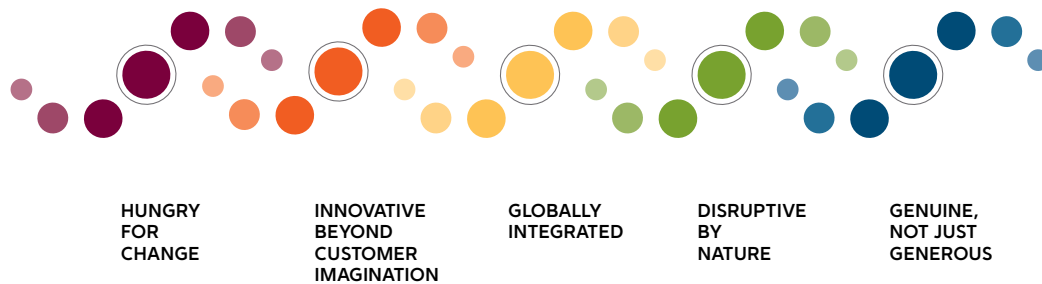 HUNGRY
FOR
CHANGE
INNOVATIVE
BEYOND
CUSTOMER
IMAGINATION
GLOBALLY
INTEGRATED
DISRUPTIVE
BY
NATURE
GENUINE,
NOT JUST
GENEROUS